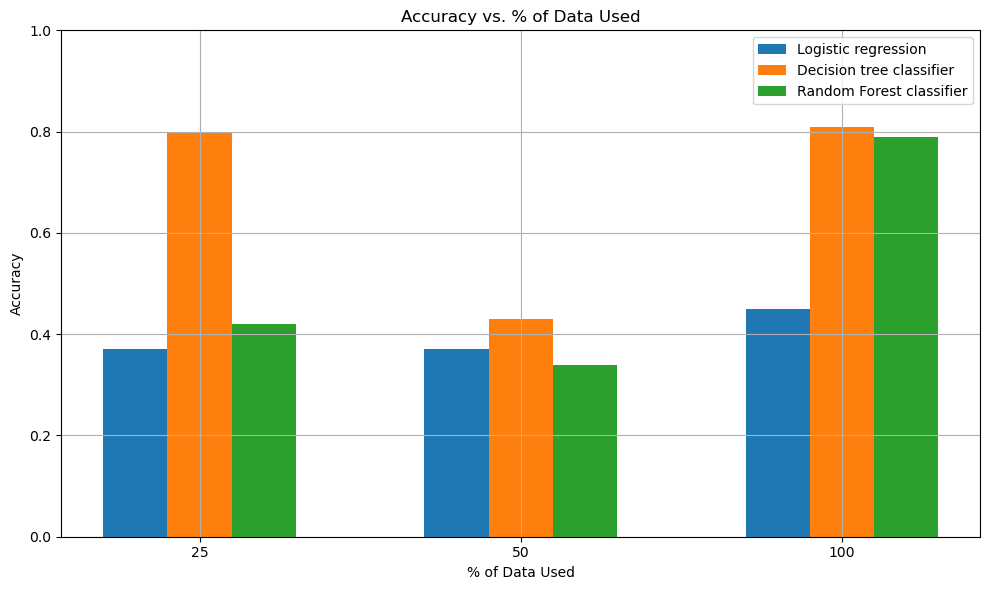 Accuracy vs. % of Data Used
1.0
0.8
0.6
0.4
0.2
0.0
Accuracy
Logistic regression
Decision tree classifier
Random Forest classifier
25
50
100
% of Data Used